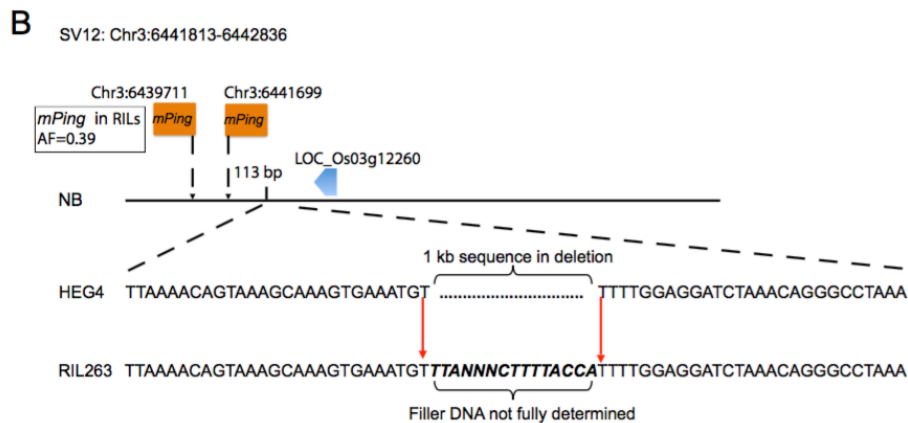 B
SV12: Chr3:6441813-6442836
Chr3:6439711 Chr3:6441699
mPing in RILs
AF=0.39
mPing mPing
113 bp
LOC_Os03g12260
NB
1 kb sequence in deletion
HEG4 TTAAAACAGTAAAGCAAAGTGAAATGT .............................. TTTTGGAGGATCTAAACAGGGCCTAAA
RIL263 TTAAAACAGTAAAGCAAAGTGAAATGTTTANNNCTTTTACCATTTTGGAGGATCTAAACAGGGCCTAAA
Filler DNA not fully determined